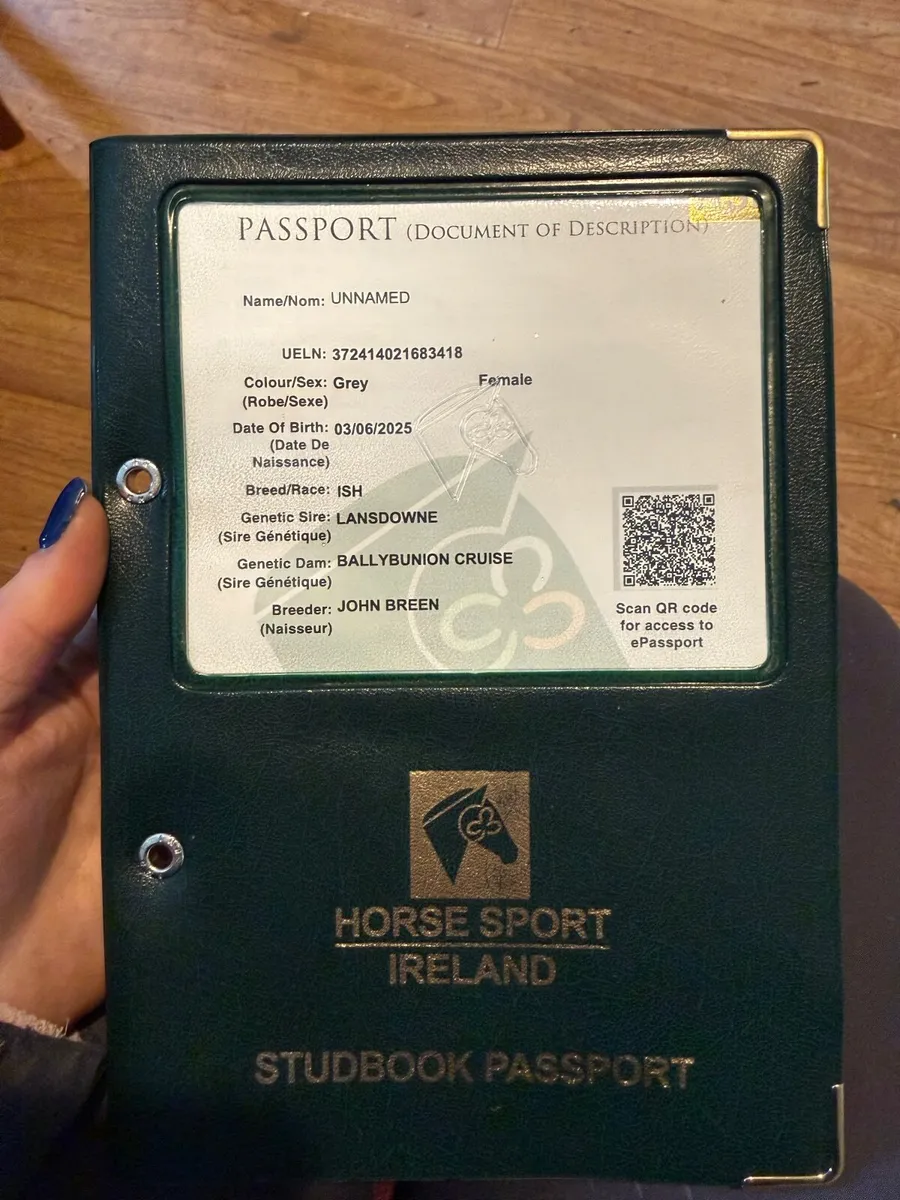 PASSPORT (DOCUMENT OF DESCRIPTION)
Name/Nom: UNNAMED
UELN: 372414021683418
Colour/Sex: Grey Female
(Robe/Sexe)
Date Of Birth: 03/06/2025
(Date De
Naissance)
Breed/Race: ISH
Genetic Sire: LANSDOWNE
(Sire Génétique)
Genetic Dam: BALLYBUNION CRUISE
(Sire Génétique)
Breeder: JOHN BREEN
(Naisseur)
Scan QR code
for access to
ePassport
HORSE SPORT
IRELAND
STUDBOOK PASSPORT